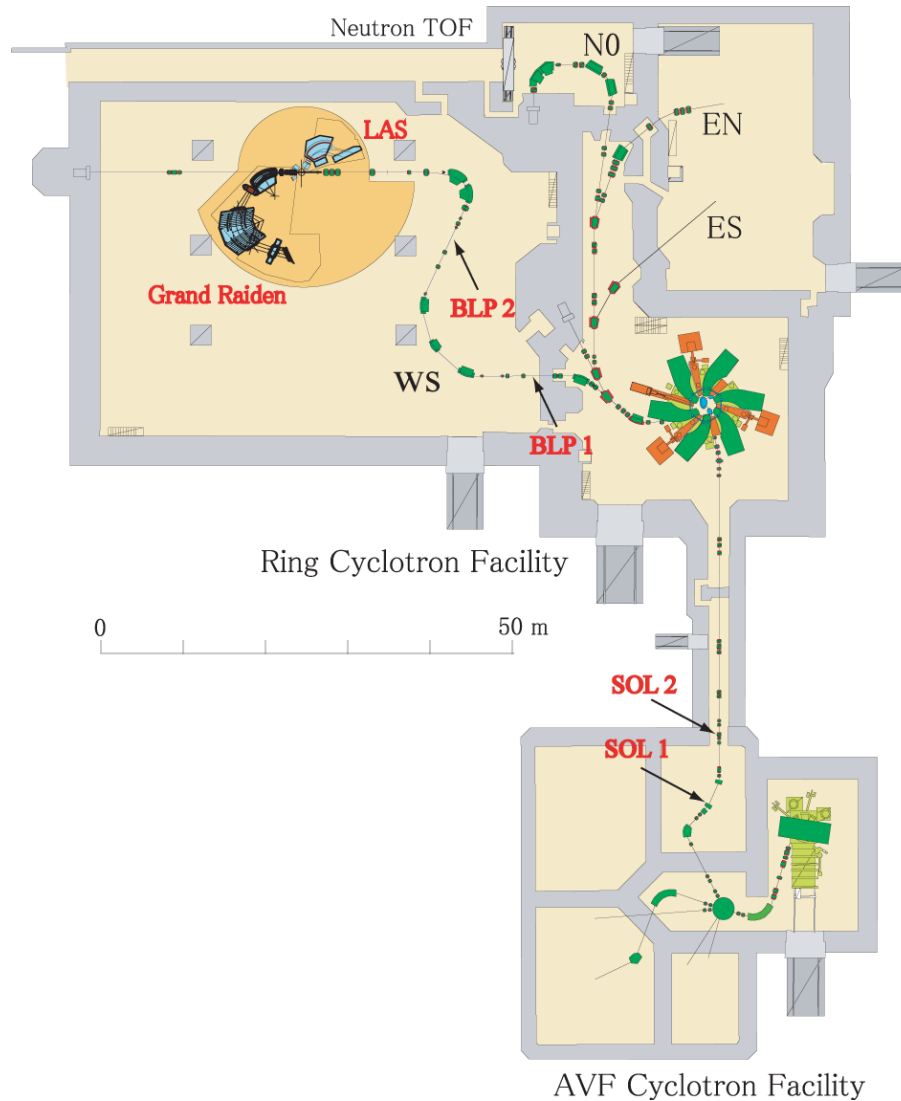 Neutron TOF
N0
LAS
EN
ES
Grand Raiden
BLP 2
WS
BLP 1
Ring Cyclotron Facility
0
50 m
SOL 2
SOL 1
AVF Cyclotron Facility